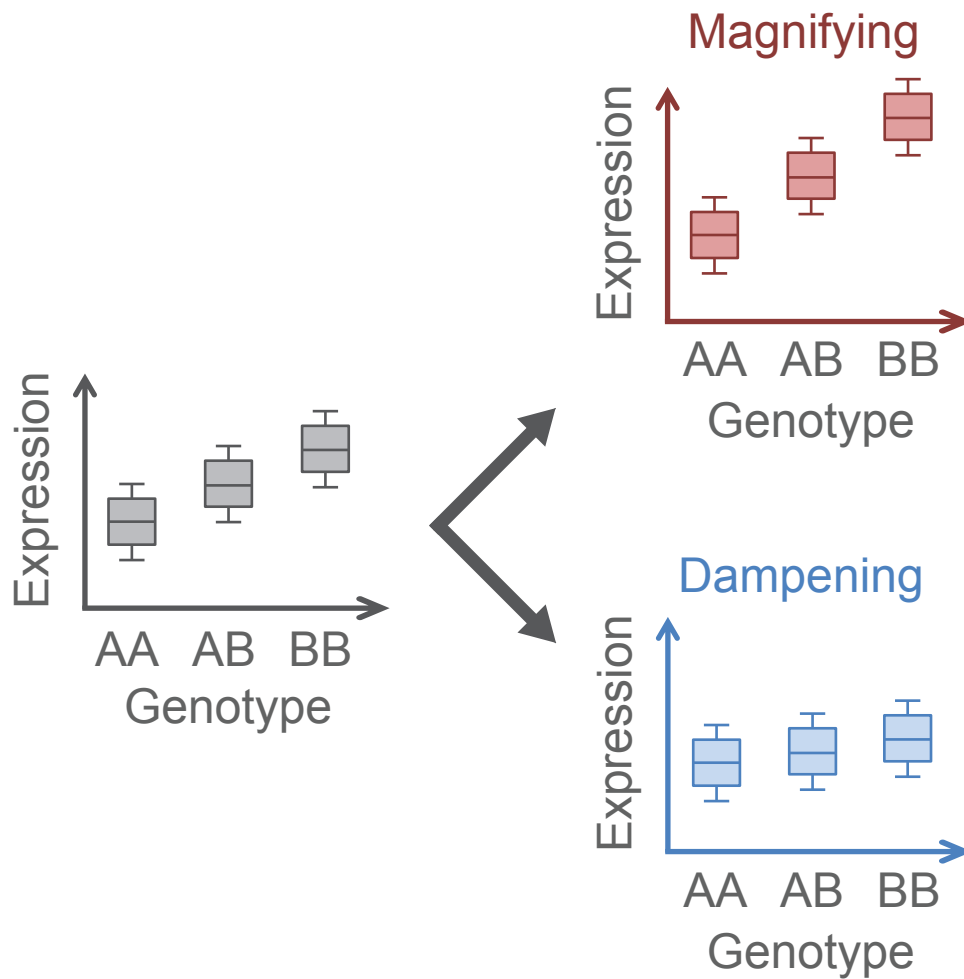 Expression
AA AB BB
Genotype
Magnifying
Expression
AA AB BB
Genotype
Dampening
Expression
AA AB BB
Genotype